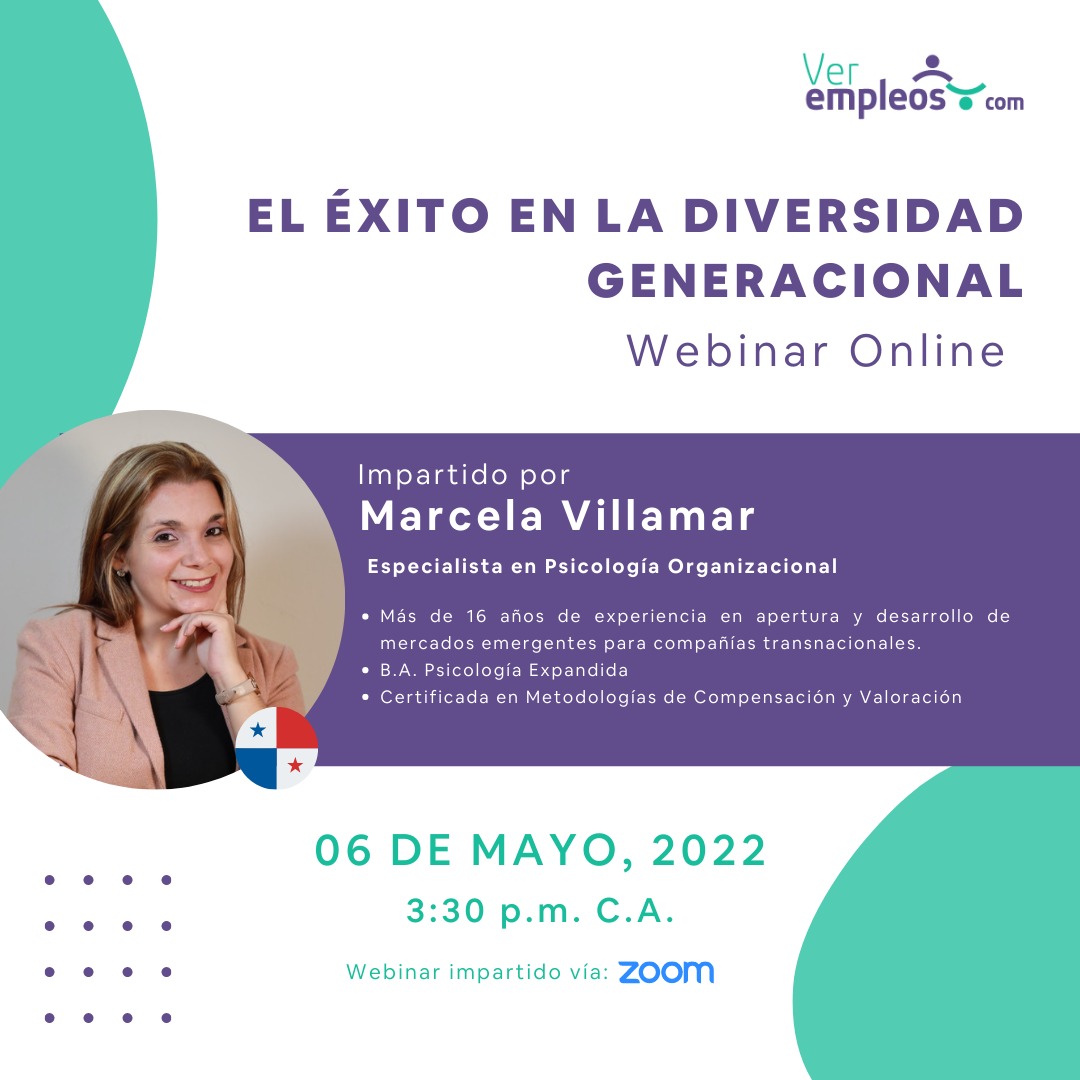 Ver
empleos com
EL ÉXITO EN LA DIVERSIDAD
GENERACIONAL
Webinar Online
Impartido por
Marcela Villamar
Especialista en Psicología Organizacional
• Más de 16 años de experiencia en apertura y desarrollo de
mercados emergentes para compañías transnacionales.
• B.A. Psicología Expandida
• Certificada en Metodologías de Compensación y Valoración
06 DE MAYO, 2022
3:30 p.m. C.A.
Webinar impartido vía: zoom